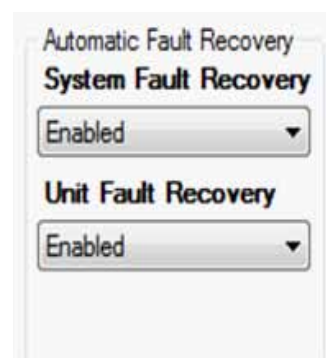 Automatic Fault Recovery
System Fault Recovery
Enabled
Unit Fault Recovery
Enabled